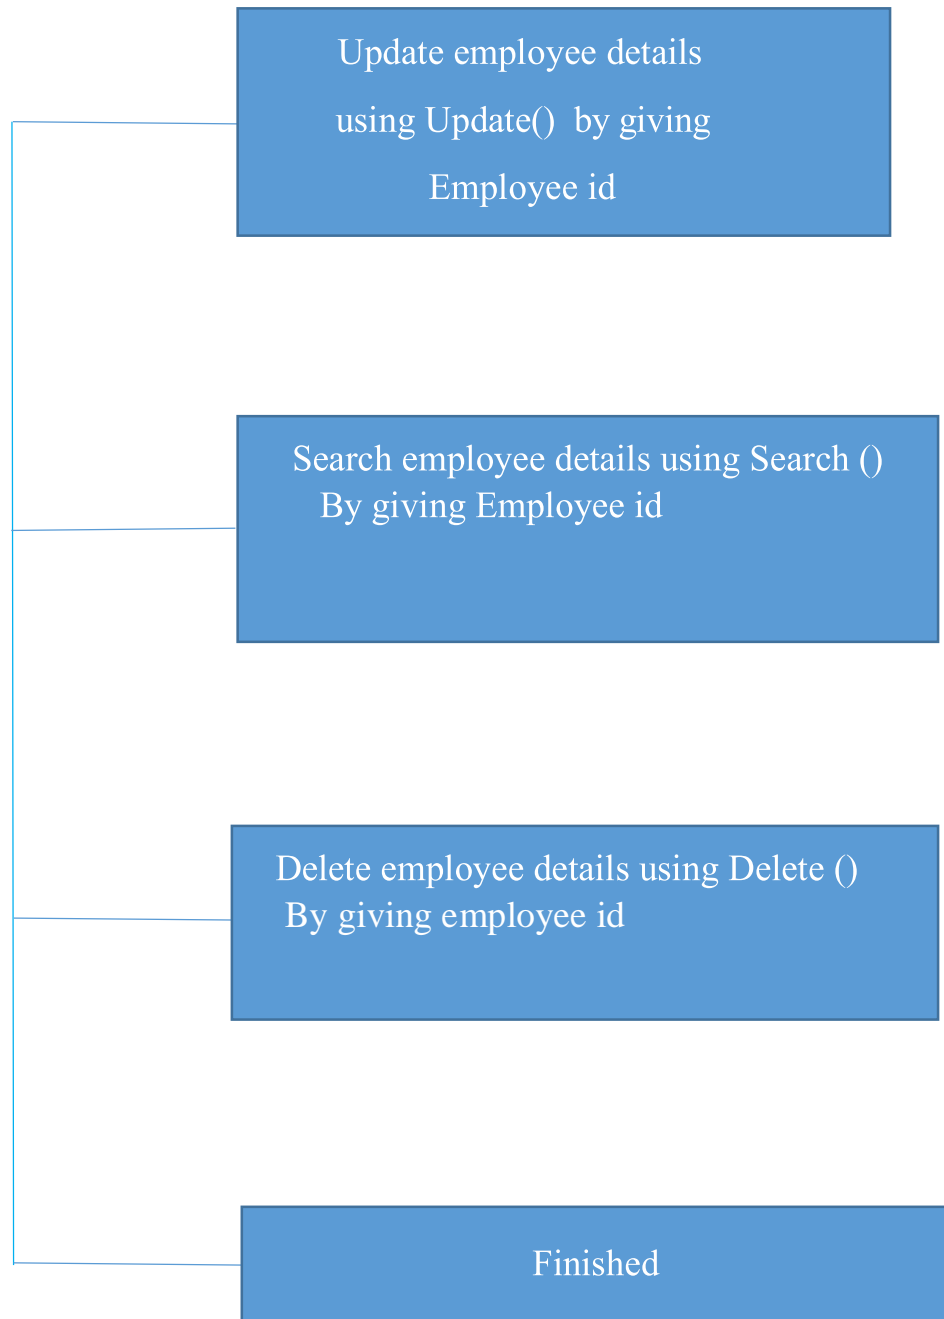 Update employee details
using Update()  by giving
Employee id
Search employee details using Search ()
By giving Employee id
Delete employee details using Delete ()
By giving employee id
Finished